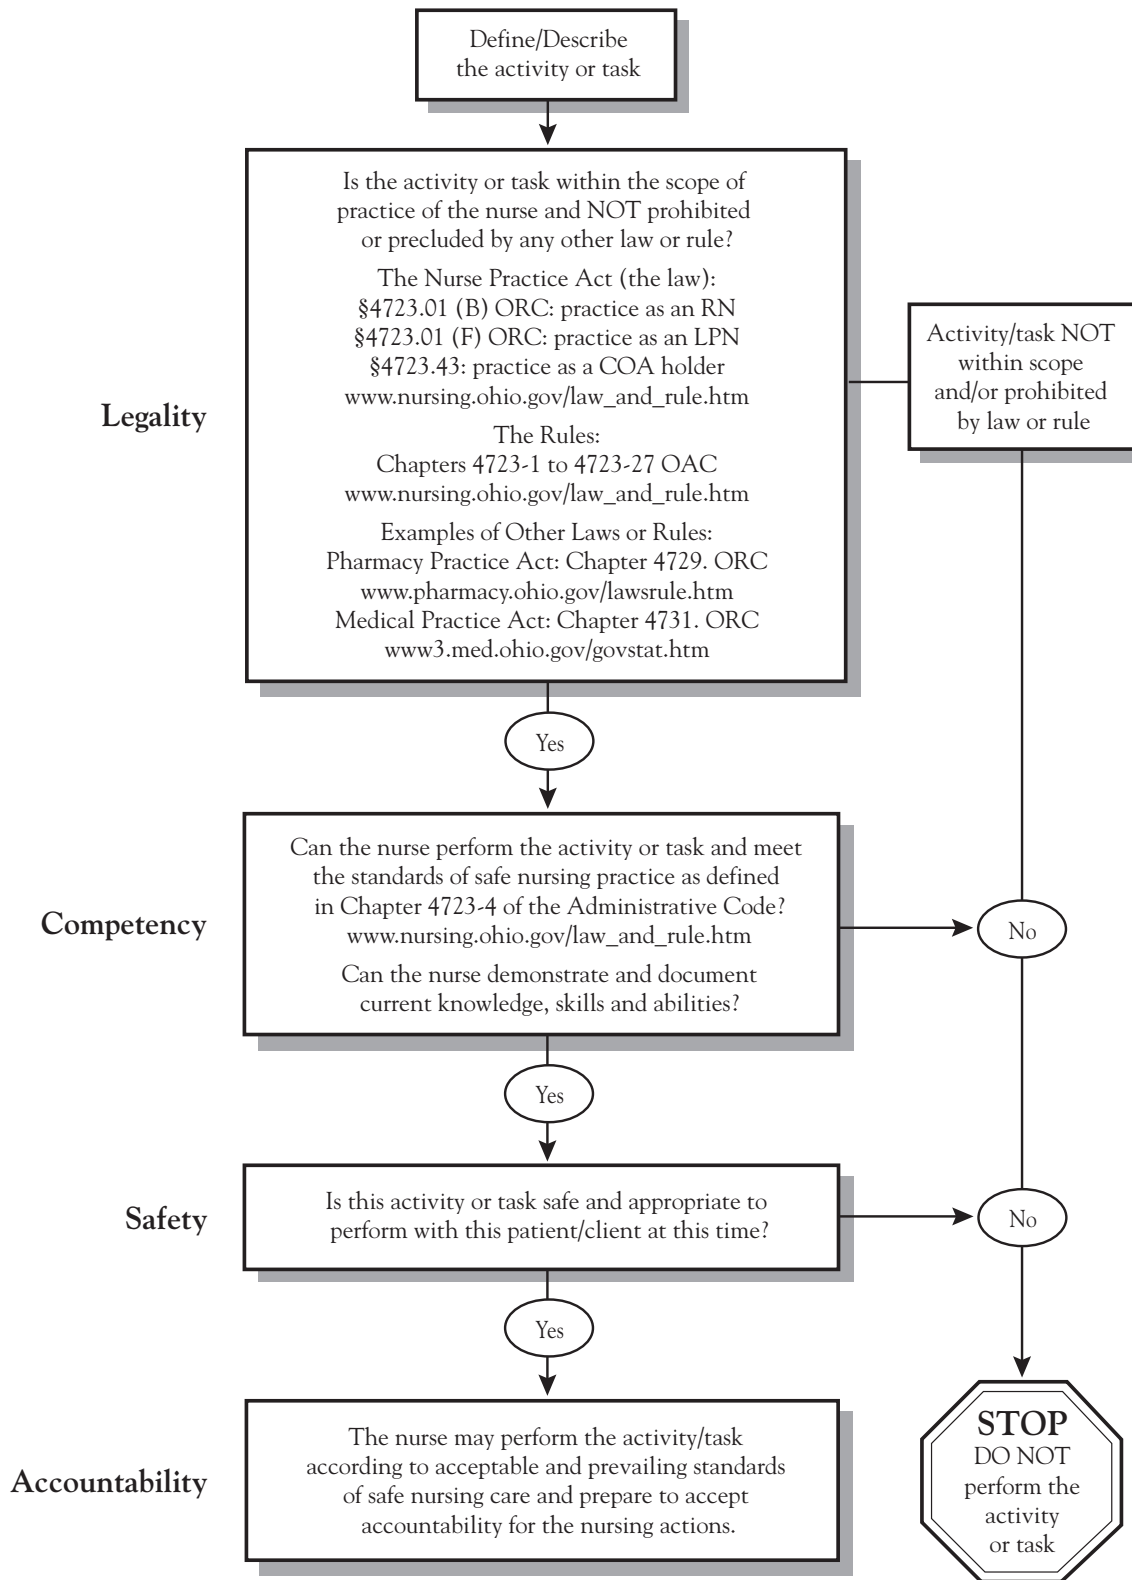 Define/Describe
the activity or task
Legality
Is the activity or task within the scope of
practice of the nurse and NOT prohibited
or precluded by any other law or rule?
The Nurse Practice Act (the law):
§4723.01 (B) ORC: practice as an RN
§4723.01 (F) ORC: practice as an LPN
§4723.43: practice as a COA holder
www.nursing.ohio.gov/law_and_rule.htm
The Rules:
Chapters 4723-1 to 4723-27 OAC
www.nursing.ohio.gov/law_and_rule.htm
Examples of Other Laws or Rules:
Pharmacy Practice Act: Chapter 4729. ORC
www.pharmacy.ohio.gov/lawsrule.htm
Medical Practice Act: Chapter 4731. ORC
www3.med.ohio.gov/govstat.htm
Activity/task NOT
within scope
and/or prohibited
by law or rule
Yes
Competency
Can the nurse perform the activity or task and meet
the standards of safe nursing practice as defined
in Chapter 4723-4 of the Administrative Code?
www.nursing.ohio.gov/law_and_rule.htm
Can the nurse demonstrate and document
current knowledge, skills and abilities?
No
Yes
Safety
Is this activity or task safe and appropriate to
perform with this patient/client at this time?
No
Yes
Accountability
The nurse may perform the activity/task
according to acceptable and prevailing standards
of safe nursing care and prepare to accept
accountability for the nursing actions.
STOP
DO NOT
perform the
activity
or task